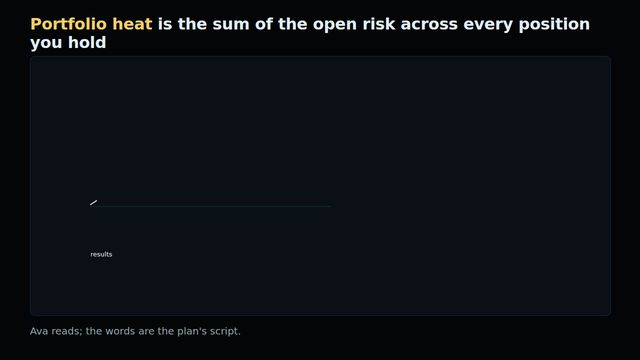 Portfolio heat is the sum of the open risk across every position
you hold
results
Ava reads; the words are the plan's script.